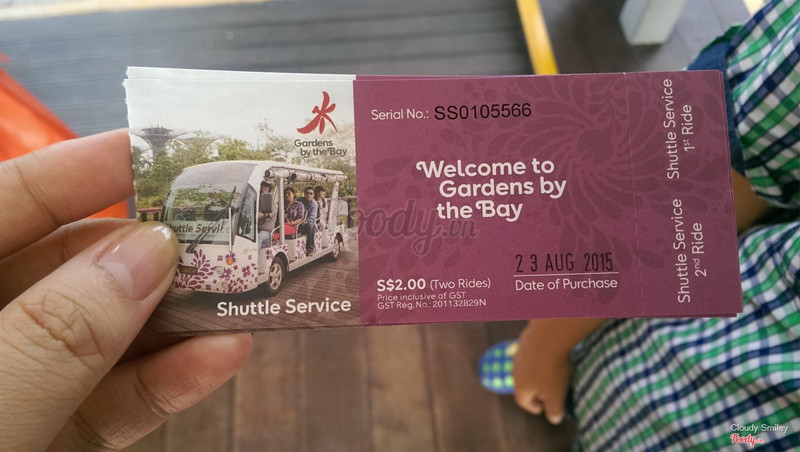 Gardens
by the Bay
Shuttle Service
Shuttle Service
Serial No.: SS0105566
Welcome to
Gardens by
the Bay
S$2.00 (Two Rides)
Price inclusive of GST
GST Reg.No.:201132829N
23 AUG 2015
Date of Purchase
Shuttle Service
1st Ride
Shuttle Service
2nd Ride
foody.vn
Cloudy Smiley
Foody.vn